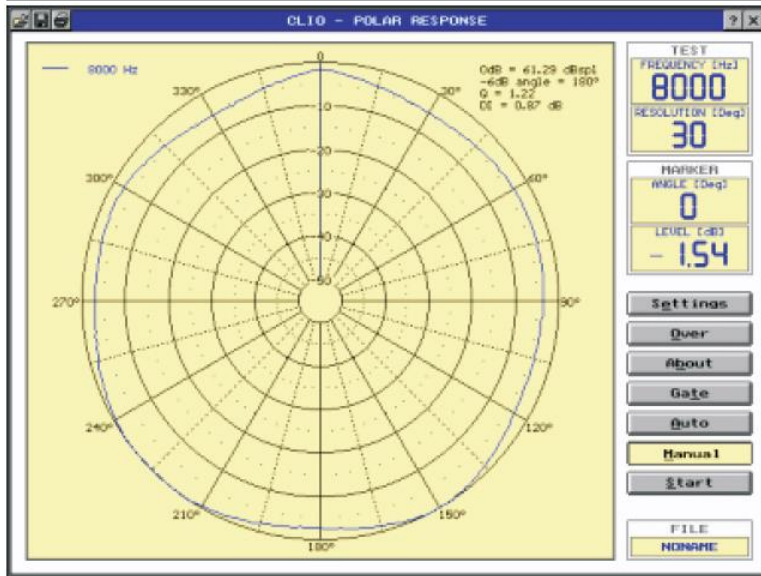 CLIO - POLAR RESPONSE
? X
8000 Hz
0dB = 61.29 dBspl
-6dB angle = 180°
Q = 1.22
DI = 0.87 dB
0
30°
60°
90°
120°
150°
180°
210°
240°
270°
300°
330°
-10
-20
-30
-40
-50
TEST
FREQUENCY [Hz]
8000
RESOLUTION [Deg]
30
MARKER
ANGLE [Deg]
0
LEVEL [dB]
-1.54
Settings
Over
About
Gate
Auto
Manual
Start
FILE
NONAME